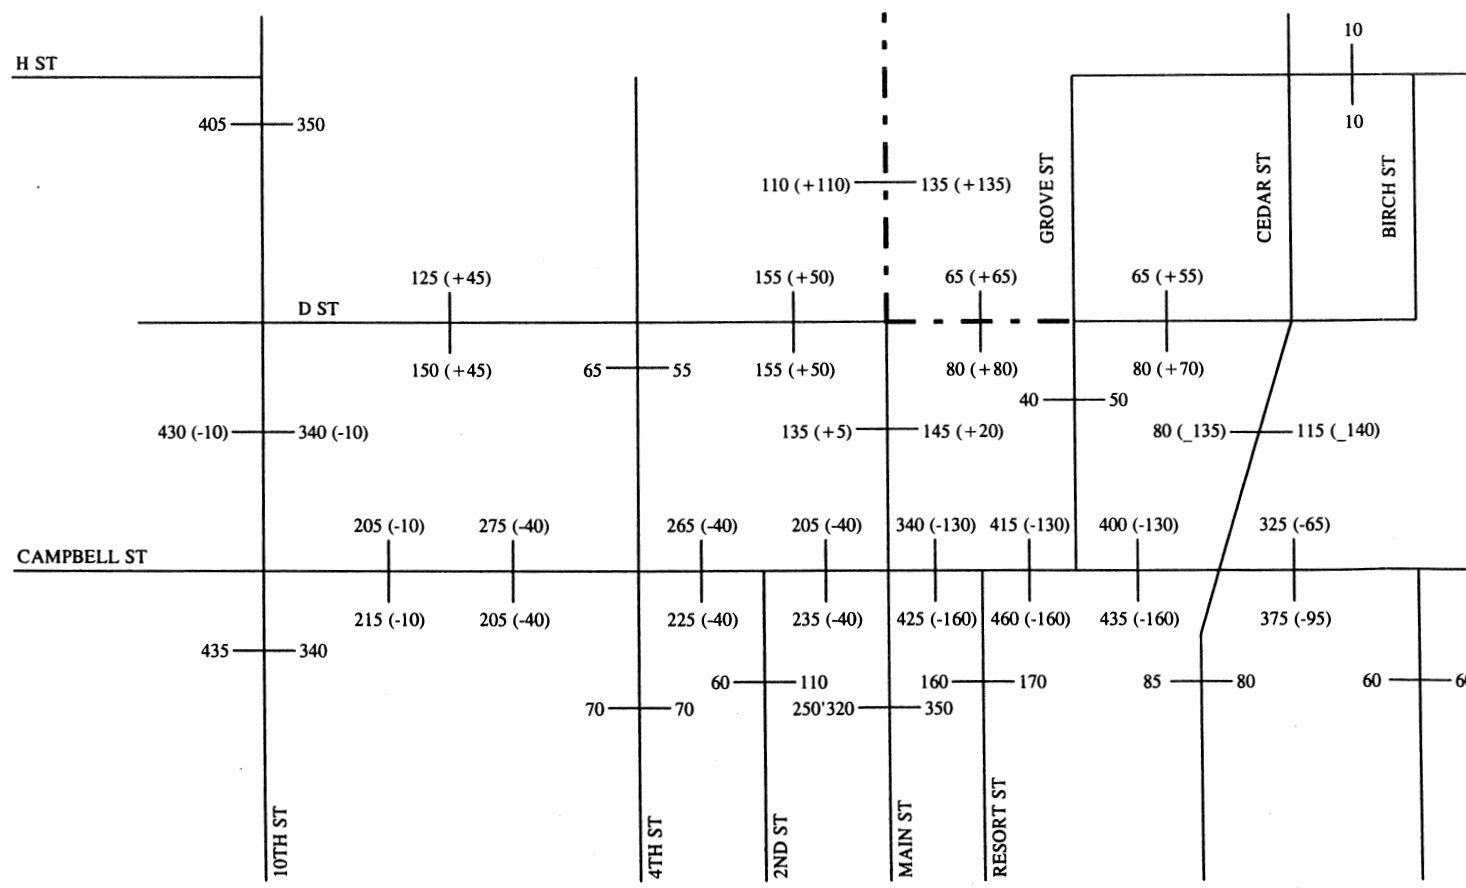 10
H ST
10
405 350
GROVE ST
CEDAR ST
BIRCH ST
110 (+110) 135 (+135)
125 (+45) 155 (+50) 65 (+65) 65 (+55)
D ST
150 (+45) 65 55 155 (+50) 80 (+80) 80 (+70)
40 50
430 (-10) 340 (-10) 135 (+5) 145 (+20) 80 (_135) 115 (_140)
205 (-10) 275 (-40) 265 (-40) 205 (-40) 340 (-130) 415 (-130) 400 (-130) 325 (-65)
CAMPBELL ST
215 (-10) 205 (-40) 225 (-40) 235 (-40) 425 (-160) 460 (-160) 435 (-160) 375 (-95)
435 340
60 110 160 170 85 80 60
70 70 250'320 350
10TH ST
4TH ST
2ND ST
MAIN ST
RESORT ST